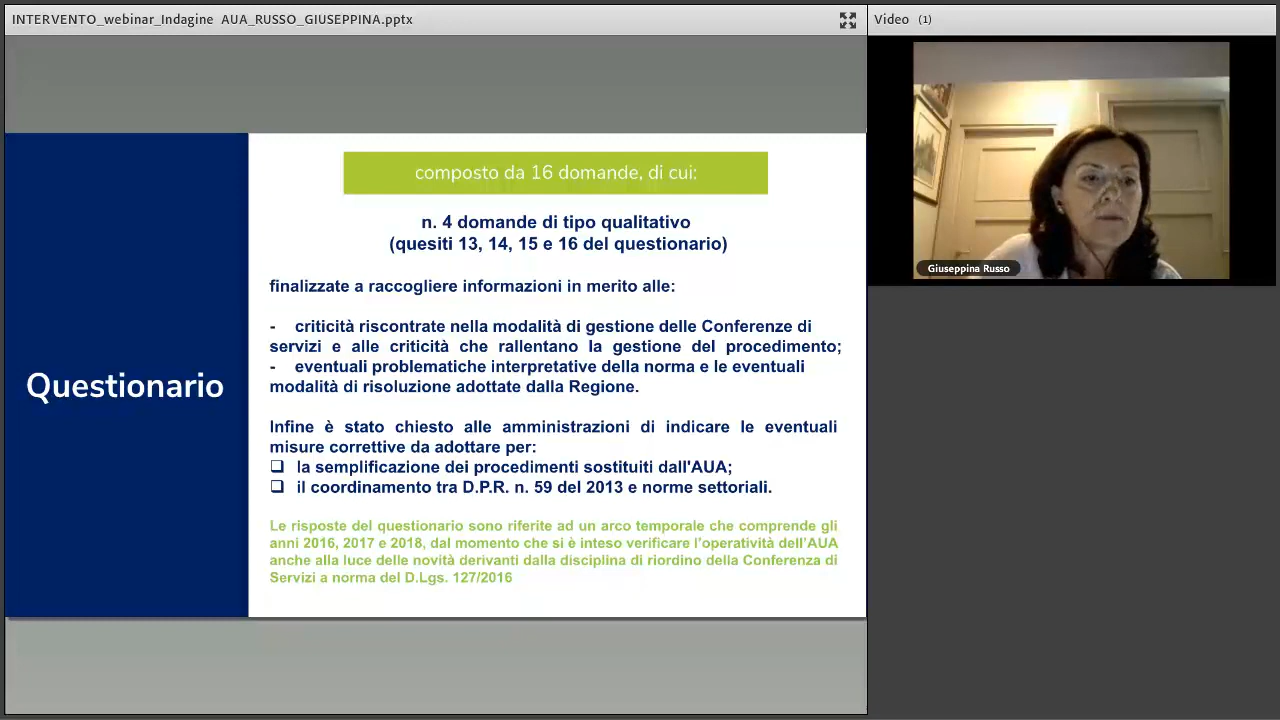 INTERVENTO_webinar_Indagine AUA_RUSSO_GIUSEPPINA.pptx
Video (1)
Giuseppina Russo
Questionario
composto da 16 domande, di cui:
n. 4 domande di tipo qualitativo
(quesiti 13, 14, 15 e 16 del questionario)
finalizzate a raccogliere informazioni in merito alle:
- criticità riscontrate nella modalità di gestione delle Conferenze di
servizi e alle criticità che rallentano la gestione del procedimento;
- eventuali problematiche interpretative della norma e le eventuali
modalità di risoluzione adottate dalla Regione.
Infine è stato chiesto alle amministrazioni di indicare le eventuali
misure correttive da adottare per:
❑ la semplificazione dei procedimenti sostituiti dall'AUA;
❑ il coordinamento tra D.P.R. n. 59 del 2013 e norme settoriali.
Le risposte del questionario sono riferite ad un arco temporale che comprende gli
anni 2016, 2017 e 2018, dal momento che si è inteso verificare l’operatività dell’AUA
anche alla luce delle novità derivanti dalla disciplina di riordino della Conferenza di
Servizi a norma del D.Lgs. 127/2016